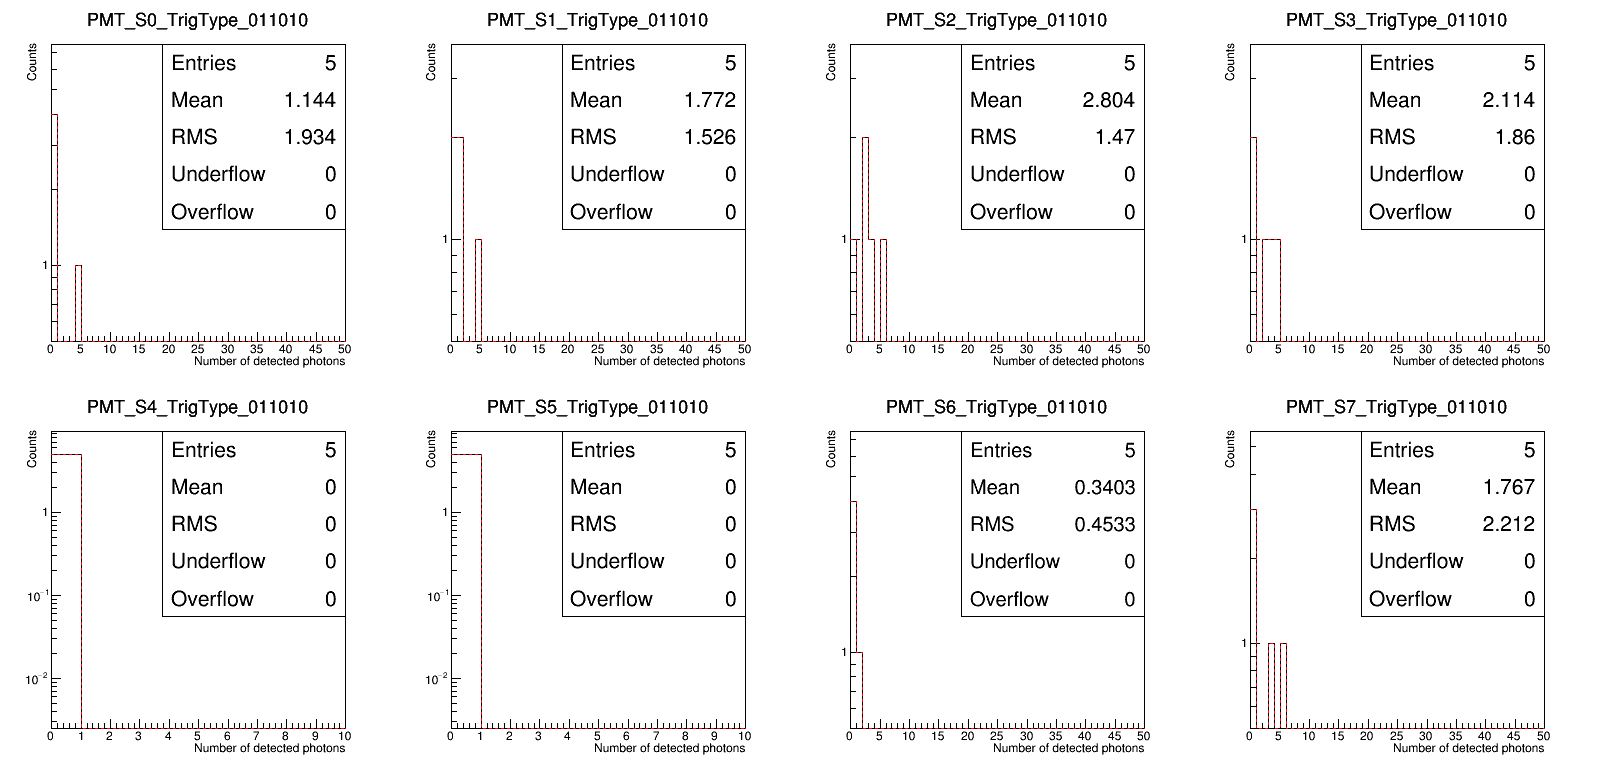 PMT_S0_TrigType_011010
Counts
Entries 5
Mean 1.144
RMS 1.934
Underflow 0
Overflow 0
1
0 5 10 15 20 25 30 35 40 45 50
Number of detected photons
PMT_S1_TrigType_011010
Counts
Entries 5
Mean 1.772
RMS 1.526
Underflow 0
Overflow 0
1
0 5 10 15 20 25 30 35 40 45 50
Number of detected photons
PMT_S2_TrigType_011010
Counts
Entries 5
Mean 2.804
RMS 1.47
Underflow 0
Overflow 0
1
0 5 10 15 20 25 30 35 40 45 50
Number of detected photons
PMT_S3_TrigType_011010
Counts
Entries 5
Mean 2.114
RMS 1.86
Underflow 0
Overflow 0
1
0 5 10 15 20 25 30 35 40 45 50
Number of detected photons
PMT_S4_TrigType_011010
Counts
Entries 5
Mean 0
RMS 0
Underflow 0
Overflow 0
1
10⁻¹
10⁻²
0 1 2 3 4 5 6 7 8 9 10
Number of detected photons
PMT_S5_TrigType_011010
Counts
Entries 5
Mean 0
RMS 0
Underflow 0
Overflow 0
1
10⁻¹
10⁻²
0 1 2 3 4 5 6 7 8 9 10
Number of detected photons
PMT_S6_TrigType_011010
Counts
Entries 5
Mean 0.3403
RMS 0.4533
Underflow 0
Overflow 0
1
0 5 10 15 20 25 30 35 40 45 50
Number of detected photons
PMT_S7_TrigType_011010
Counts
Entries 5
Mean 1.767
RMS 2.212
Underflow 0
Overflow 0
1
0 5 10 15 20 25 30 35 40 45 50
Number of detected photons